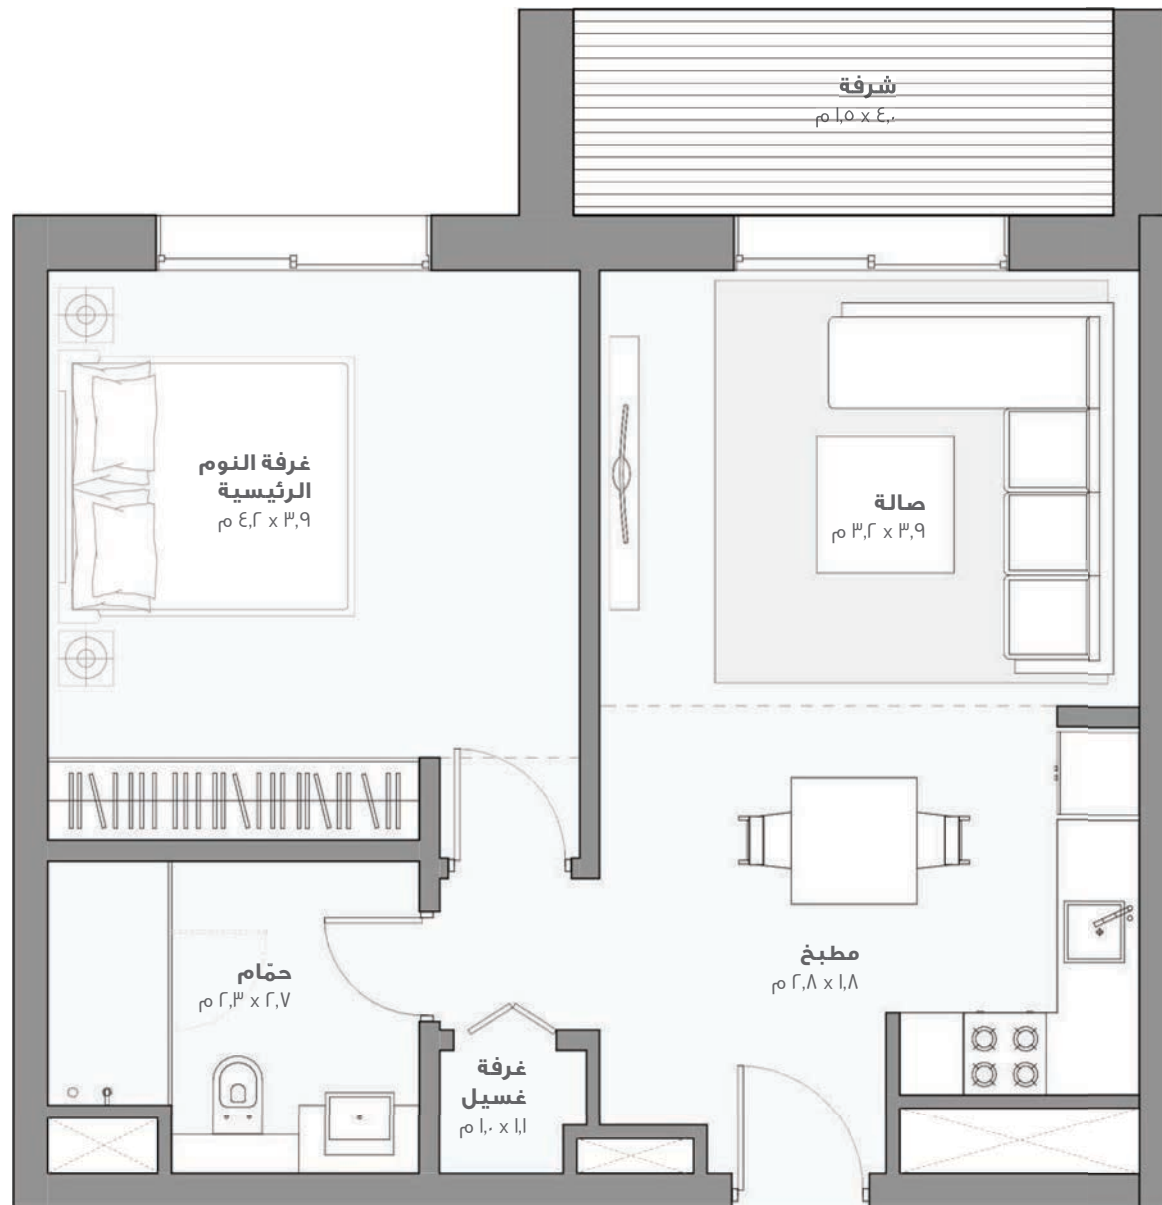 شرفة
٤,٠ x ١,٥ م
غرفة النوم
الرئيسية
٣,٩ x ٤,٢ م
صالة
٣,٩ x ٣,٢ م
مطبخ
١,٨ x ٢,٨ م
حمّام
٢,٧ x ٢,٣ م
غرفة
غسيل
١,١ x ١,٠ م